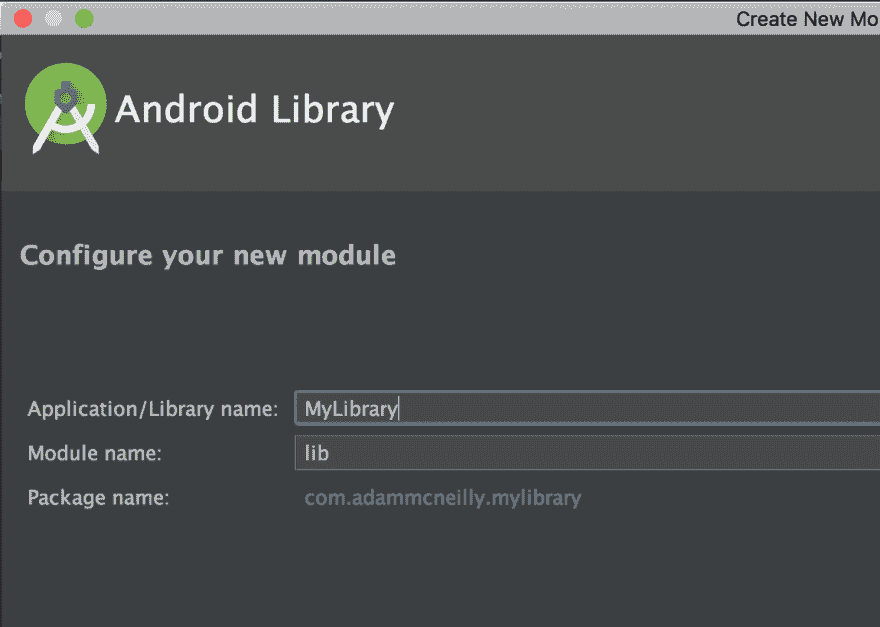 Create New Mo
Android Library
Configure your new module
Application/Library name: MyLibrary
Module name: lib
Package name: com.adammcneilly.mylibrary